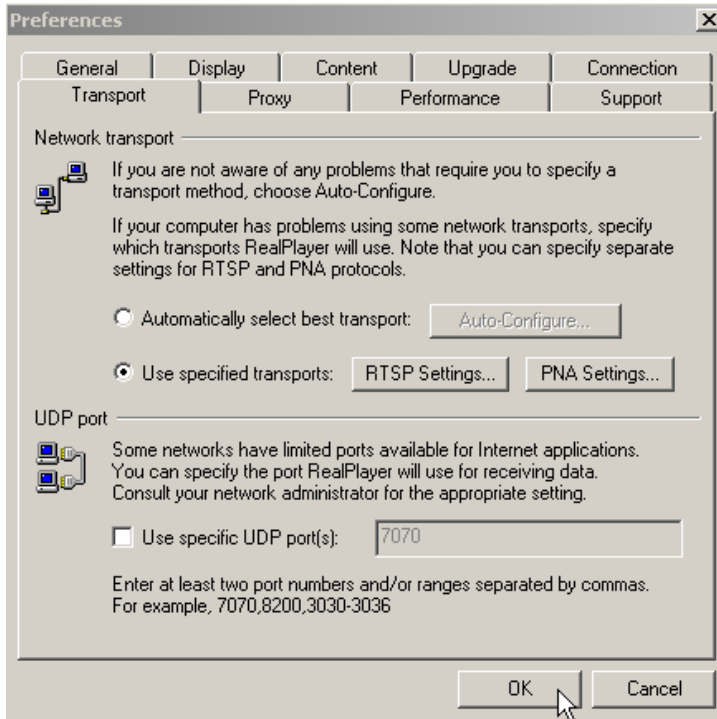 Preferences
General Display Content Upgrade Connection
Transport Proxy Performance Support
Network transport
If you are not aware of any problems that require you to specify a
transport method, choose Auto-Configure.
If your computer has problems using some network transports, specify
which transports RealPlayer will use. Note that you can specify separate
settings for RTSP and PNA protocols.
Automatically select best transport: Auto-Configure...
Use specified transports: RTSP Settings... PNA Settings...
UDP port
Some networks have limited ports available for Internet applications.
You can specify the port RealPlayer will use for receiving data.
Consult your network administrator for the appropriate setting.
Use specific UDP port(s): 7070
Enter at least two port numbers and/or ranges separated by commas.
For example, 7070,8200,3030-3036
OK Cancel